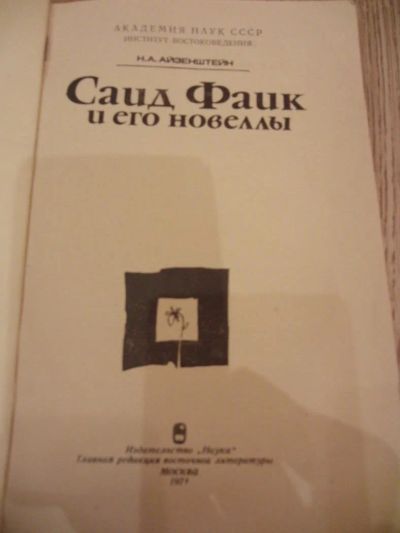 АКАДЕМИЯ НАУК СССР
ИНСТИТУТ ВОСТОКОВЕДЕНИЯ
Н.А. АЙЗЕНШТЕЙН
Саид Фаик
и его новеллы
Издательство „Наука"
Главная редакция восточной литературы
Москва